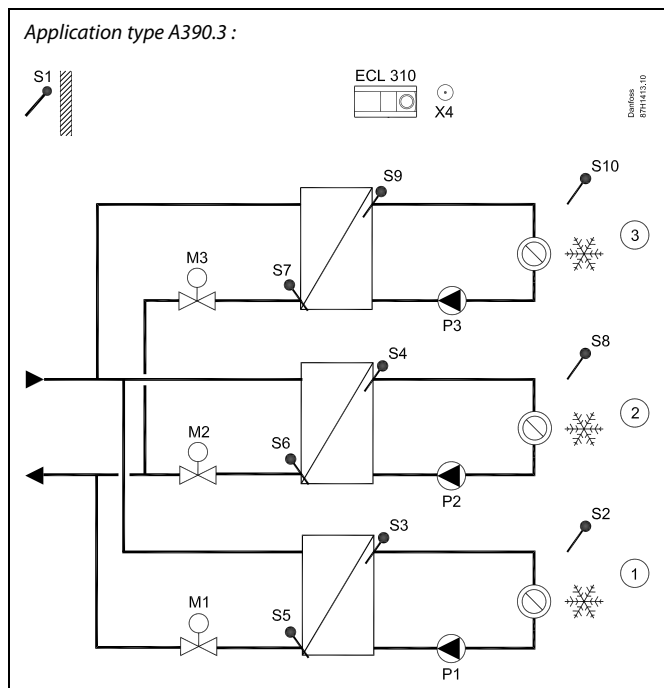 Application type A390.3 :
S1
ECL 310
X4
Danfoss
87H1413.10
S9
S10
3
M3
S7
P3
S4
S8
2
M2
S6
P2
S3
S2
1
M1
S5
P1